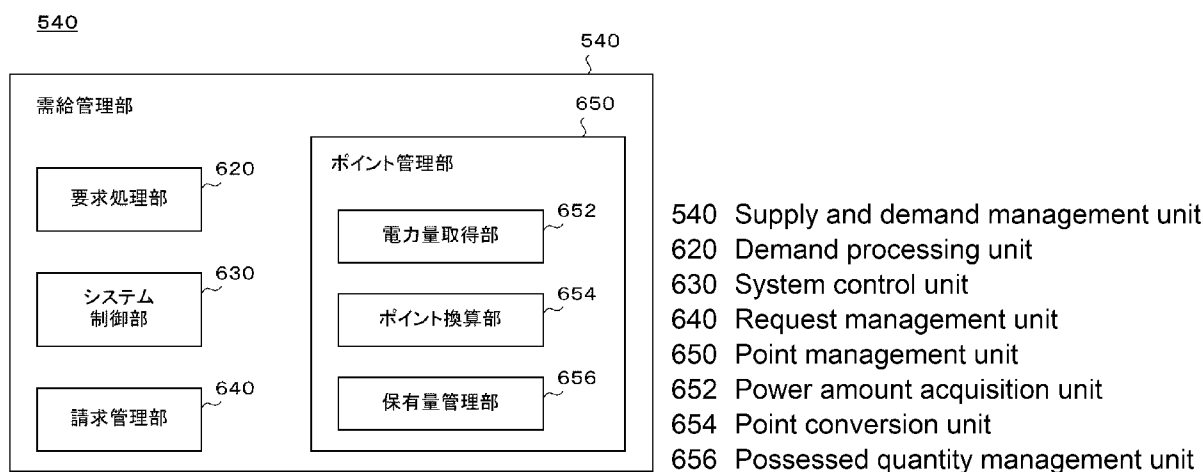 540
540
需給管理部
650
ポイント管理部
620
要求処理部
652
電力量取得部
630
システム
制御部
654
ポイント換算部
640
請求管理部
656
保有量管理部
540 Supply and demand management unit
620 Demand processing unit
630 System control unit
640 Request management unit
650 Point management unit
652 Power amount acquisition unit
654 Point conversion unit
656 Possessed quantity management unit